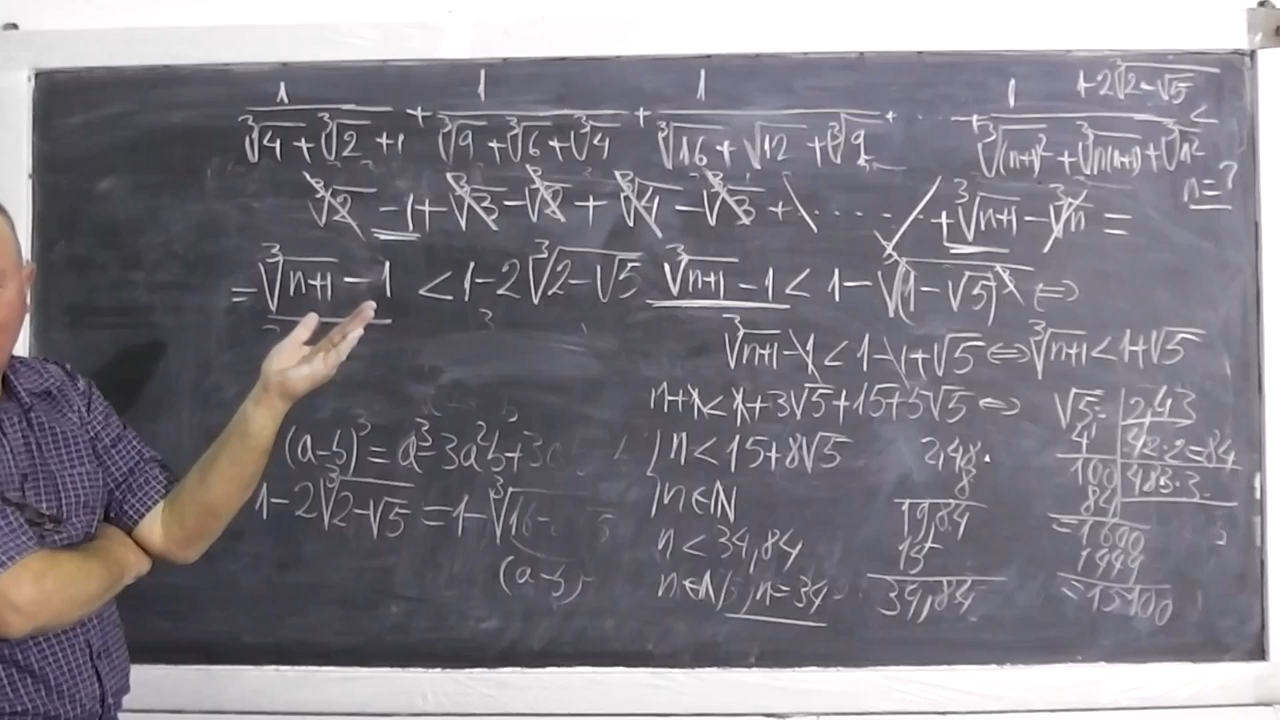 1/(∛4+∛2+1) + 1/(∛9+∛6+∛4) + 1/(∛16+√12+∛9) + ... + 1/(∛(n+1)²+∛n(n+1)+∛n²) < 1-2∛2-√5
n=?
∛2 -1+∛3-∛2+∛4-∛3+\ ..... / +∛n+1-∛n=
=∛n+1-1 <1-2∛2-√5 ∛n+1-1<1-∛(1-√5)³ ⇔
∛n+1-1<1-1+√5⇔∛n+1<1+√5
n+1<1+3√5+15+5√5⇔
(a-b)³=a³-3a²b+3
n<15+8√5
1-2∛2-√5=1-∛16-
n∈N
(a-b)
n<34,84
n∈N, n=34
2,48
8
19,84
15
34,84
√5. 2,43
4 42·2=84
100 483·3
84
=1600
1449
=15100